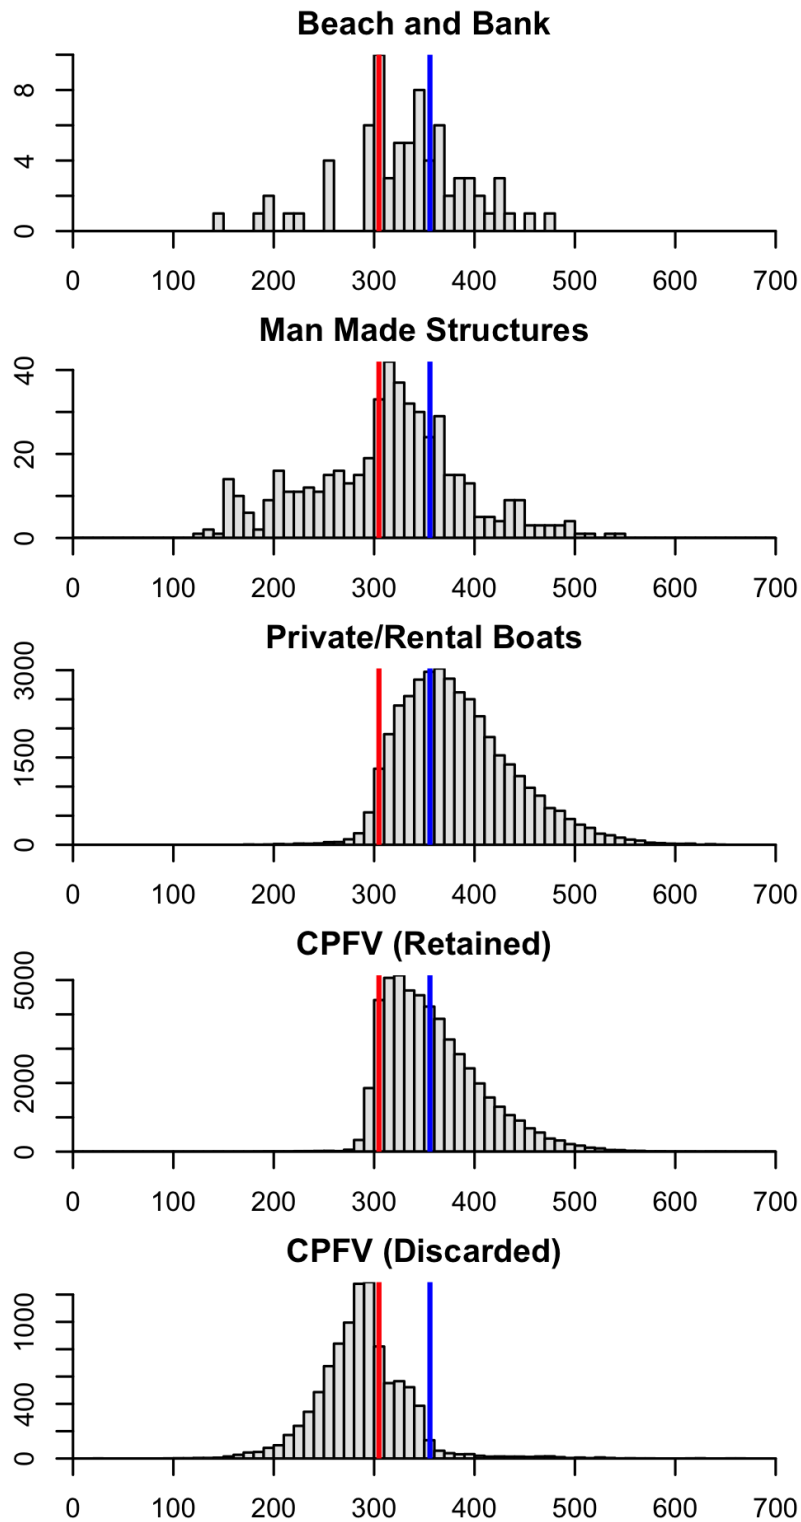 Beach and Bank
8
4
0
0 100 200 300 400 500 600 700
Man Made Structures
40
20
0
0 100 200 300 400 500 600 700
Private/Rental Boats
3000
1500
0
0 100 200 300 400 500 600 700
CPFV (Retained)
5000
2000
0
0 100 200 300 400 500 600 700
CPFV (Discarded)
1000
400
0
0 100 200 300 400 500 600 700